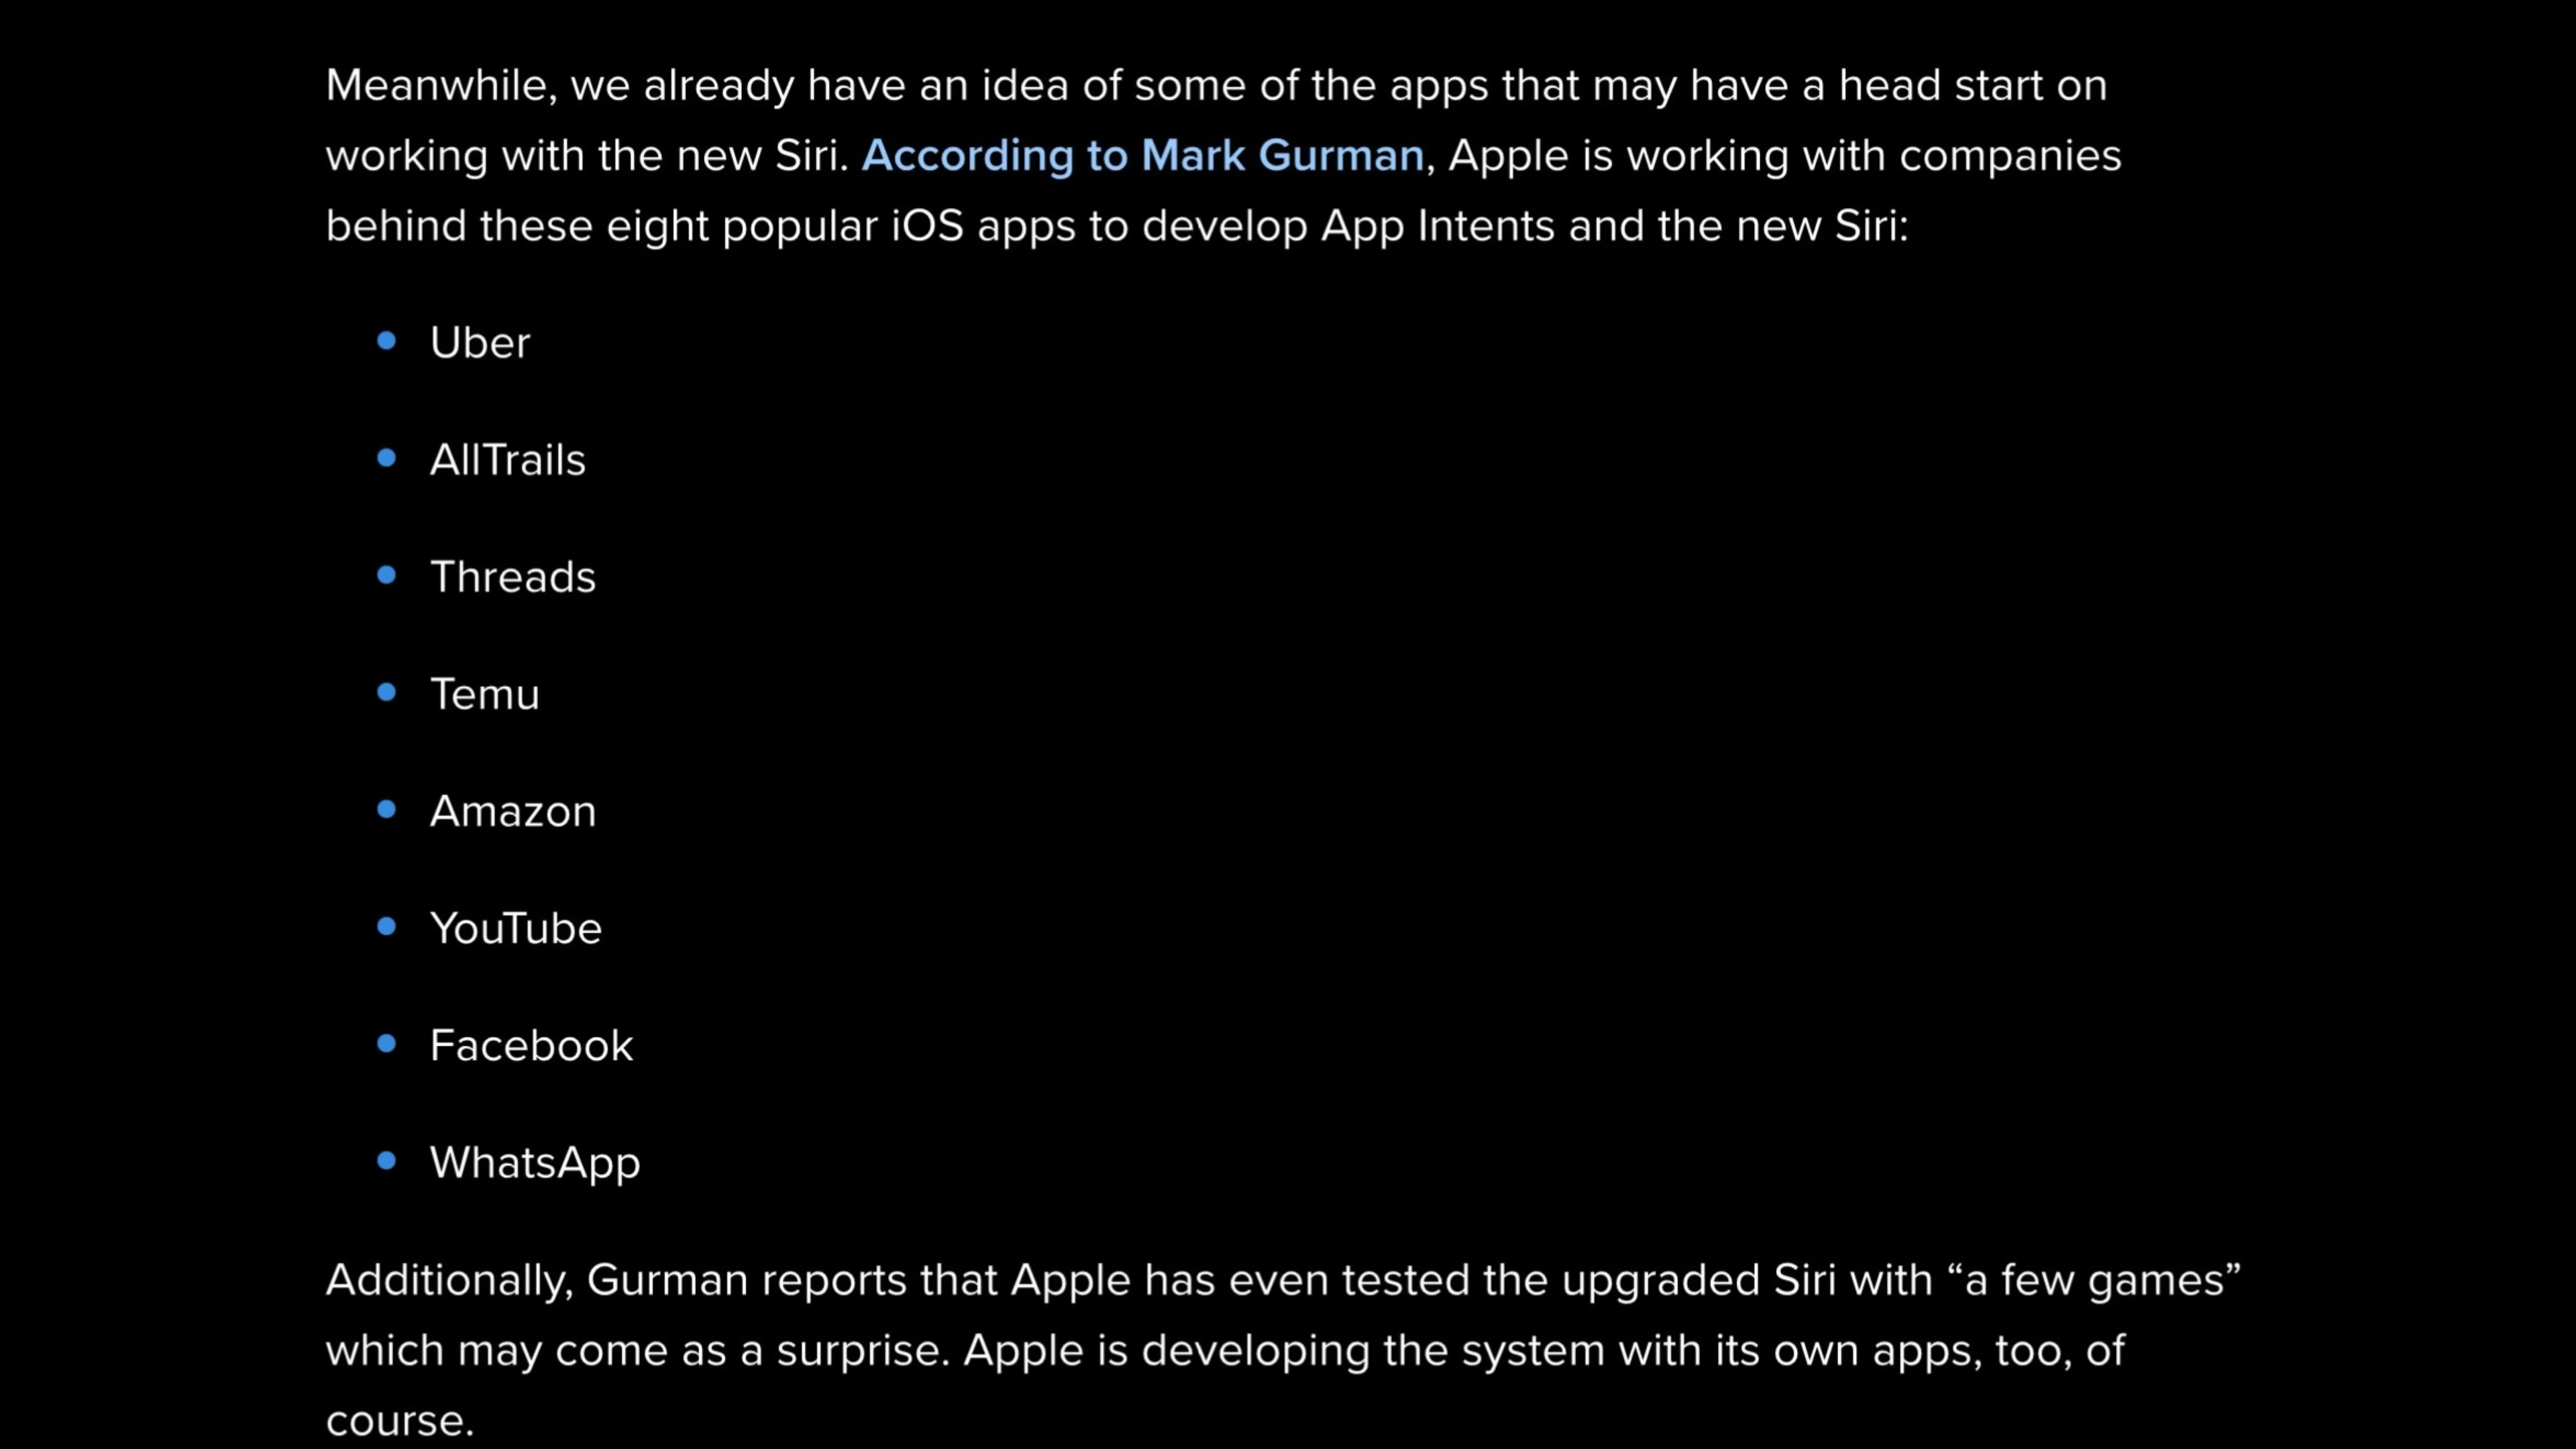 Meanwhile, we already have an idea of some of the apps that may have a head start on
working with the new Siri. According to Mark Gurman, Apple is working with companies
behind these eight popular iOS apps to develop App Intents and the new Siri:
• Uber
• AllTrails
• Threads
• Temu
• Amazon
• YouTube
• Facebook
• WhatsApp
Additionally, Gurman reports that Apple has even tested the upgraded Siri with “a few games”
which may come as a surprise. Apple is developing the system with its own apps, too, of
course.